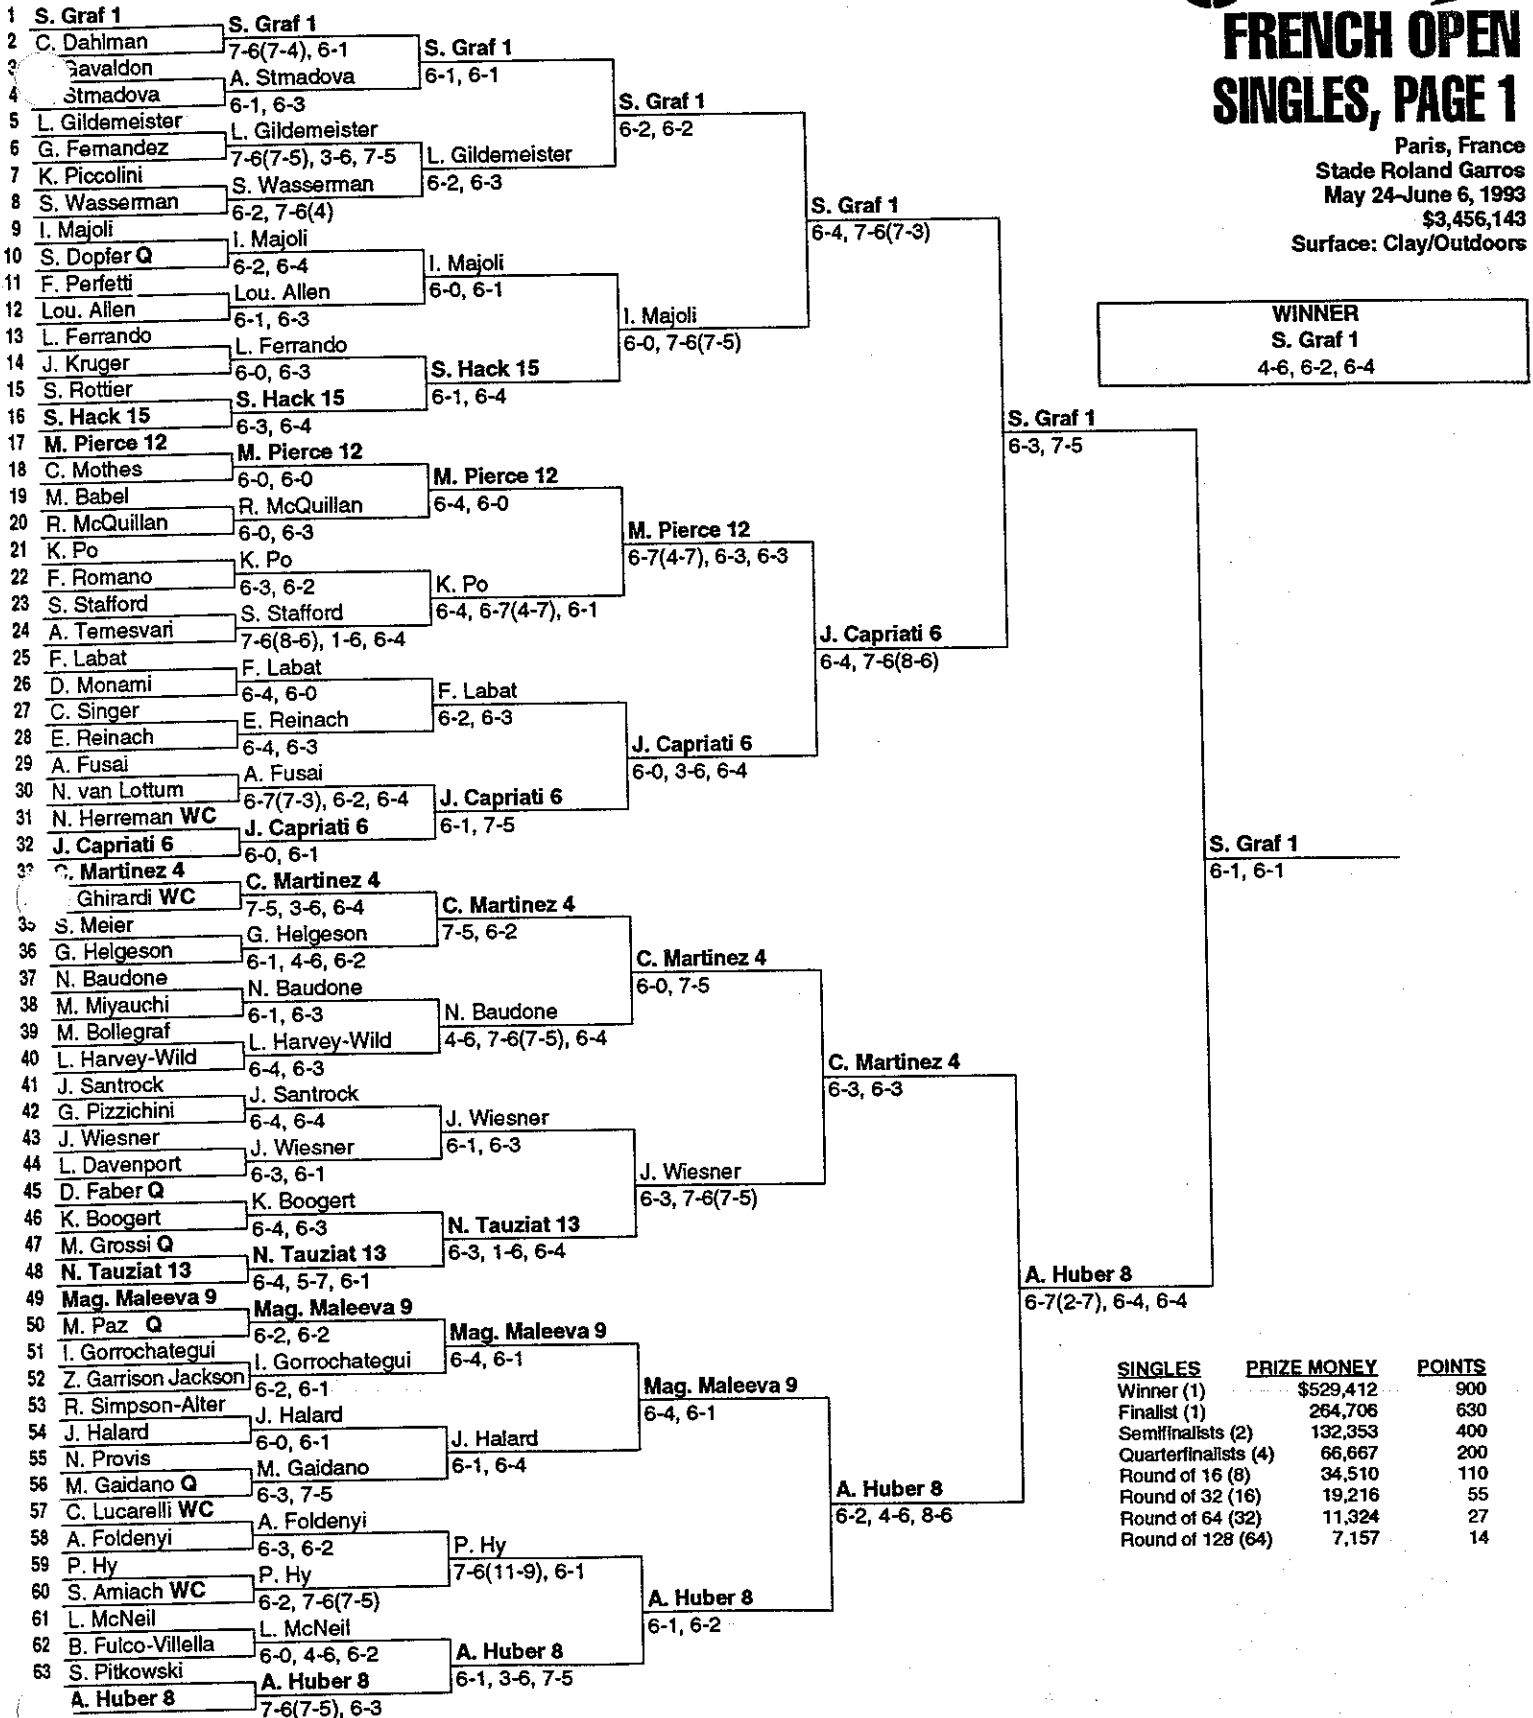 FRENCH OPEN
SINGLES, PAGE 1
Paris, France
Stade Roland Garros
May 24-June 6, 1993
$3,456,143
Surface: Clay/Outdoors
WINNER
S. Graf 1
4-6, 6-2, 6-4
1 S. Graf 1
2 C. Dahlman
3 Gavaldon
4 Strnadova
5 L. Gildemeister
6 G. Fernandez
7 K. Piccolini
8 S. Wasserman
9 I. Majoli
10 S. Dopfer Q
11 F. Perfetti
12 Lou. Allen
13 L. Ferrando
14 J. Kruger
15 S. Rottier
16 S. Hack 15
17 M. Pierce 12
18 C. Mothes
19 M. Babel
20 R. McQuillan
21 K. Po
22 F. Romano
23 S. Stafford
24 A. Temesvari
25 F. Labat
26 D. Monami
27 C. Singer
28 E. Reinach
29 A. Fusai
30 N. van Lottum
31 N. Herreman WC
32 J. Capriati 6
33 C. Martinez 4
Ghirardi WC
35 S. Meier
36 G. Helgeson
37 N. Baudone
38 M. Miyauchi
39 M. Bollegraf
40 L. Harvey-Wild
41 J. Santrock
42 G. Pizzichini
43 J. Wiesner
44 L. Davenport
45 D. Faber Q
46 K. Boogert
47 M. Grossi Q
48 N. Tauziat 13
49 Mag. Maleeva 9
50 M. Paz Q
51 I. Gorrochategui
52 Z. Garrison Jackson
53 R. Simpson-Alter
54 J. Halard
55 N. Provis
56 M. Gaidano Q
57 C. Lucarelli WC
58 A. Foldenyi
59 P. Hy
60 S. Amiach WC
61 L. McNeil
62 B. Fulco-Villella
63 S. Pitkowski
A. Huber 8
S. Graf 1
7-6(7-4), 6-1
A. Strnadova
6-1, 6-3
L. Gildemeister
7-6(7-5), 3-6, 7-5
S. Wasserman
6-2, 7-6(4)
I. Majoli
6-2, 6-4
Lou. Allen
6-1, 6-3
L. Ferrando
6-0, 6-3
S. Hack 15
6-3, 6-4
M. Pierce 12
6-0, 6-0
R. McQuillan
6-0, 6-3
K. Po
6-3, 6-2
S. Stafford
7-6(8-6), 1-6, 6-4
F. Labat
6-4, 6-0
E. Reinach
6-4, 6-3
A. Fusai
6-7(7-3), 6-2, 6-4
J. Capriati 6
6-0, 6-1
C. Martinez 4
7-5, 3-6, 6-4
G. Helgeson
6-1, 4-6, 6-2
N. Baudone
6-1, 6-3
L. Harvey-Wild
6-4, 6-3
J. Santrock
6-4, 6-4
J. Wiesner
6-3, 6-1
K. Boogert
6-4, 6-3
N. Tauziat 13
6-4, 5-7, 6-1
Mag. Maleeva 9
6-2, 6-2
I. Gorrochategui
6-2, 6-1
J. Halard
6-0, 6-1
M. Gaidano
6-3, 7-5
A. Foldenyi
6-3, 6-2
P. Hy
6-2, 7-6(7-5)
L. McNeil
6-0, 4-6, 6-2
A. Huber 8
7-6(7-5), 6-3
S. Graf 1
6-1, 6-1
L. Gildemeister
6-2, 6-3
I. Majoli
6-0, 6-1
S. Hack 15
6-1, 6-4
M. Pierce 12
6-4, 6-0
K. Po
6-4, 6-7(4-7), 6-1
F. Labat
6-2, 6-3
J. Capriati 6
6-1, 7-5
C. Martinez 4
7-5, 6-2
N. Baudone
4-6, 7-6(7-5), 6-4
J. Wiesner
6-1, 6-3
N. Tauziat 13
6-3, 1-6, 6-4
Mag. Maleeva 9
6-4, 6-1
J. Halard
6-1, 6-4
P. Hy
7-6(11-9), 6-1
A. Huber 8
6-1, 3-6, 7-5
S. Graf 1
6-2, 6-2
I. Majoli
6-0, 7-6(7-5)
M. Pierce 12
6-7(4-7), 6-3, 6-3
J. Capriati 6
6-0, 3-6, 6-4
C. Martinez 4
6-0, 7-5
J. Wiesner
6-3, 7-6(7-5)
Mag. Maleeva 9
6-4, 6-1
A. Huber 8
6-1, 6-2
S. Graf 1
6-4, 7-6(7-3)
J. Capriati 6
6-4, 7-6(8-6)
C. Martinez 4
6-3, 6-3
A. Huber 8
6-2, 4-6, 8-6
S. Graf 1
6-3, 7-5
A. Huber 8
6-7(2-7), 6-4, 6-4
S. Graf 1
6-1, 6-1
SINGLES PRIZE MONEY POINTS
Winner (1) $529,412 900
Finalist (1) 264,706 630
Semifinalists (2) 132,353 400
Quarterfinalists (4) 66,667 200
Round of 16 (8) 34,510 110
Round of 32 (16) 19,216 55
Round of 64 (32) 11,324 27
Round of 128 (64) 7,157 14